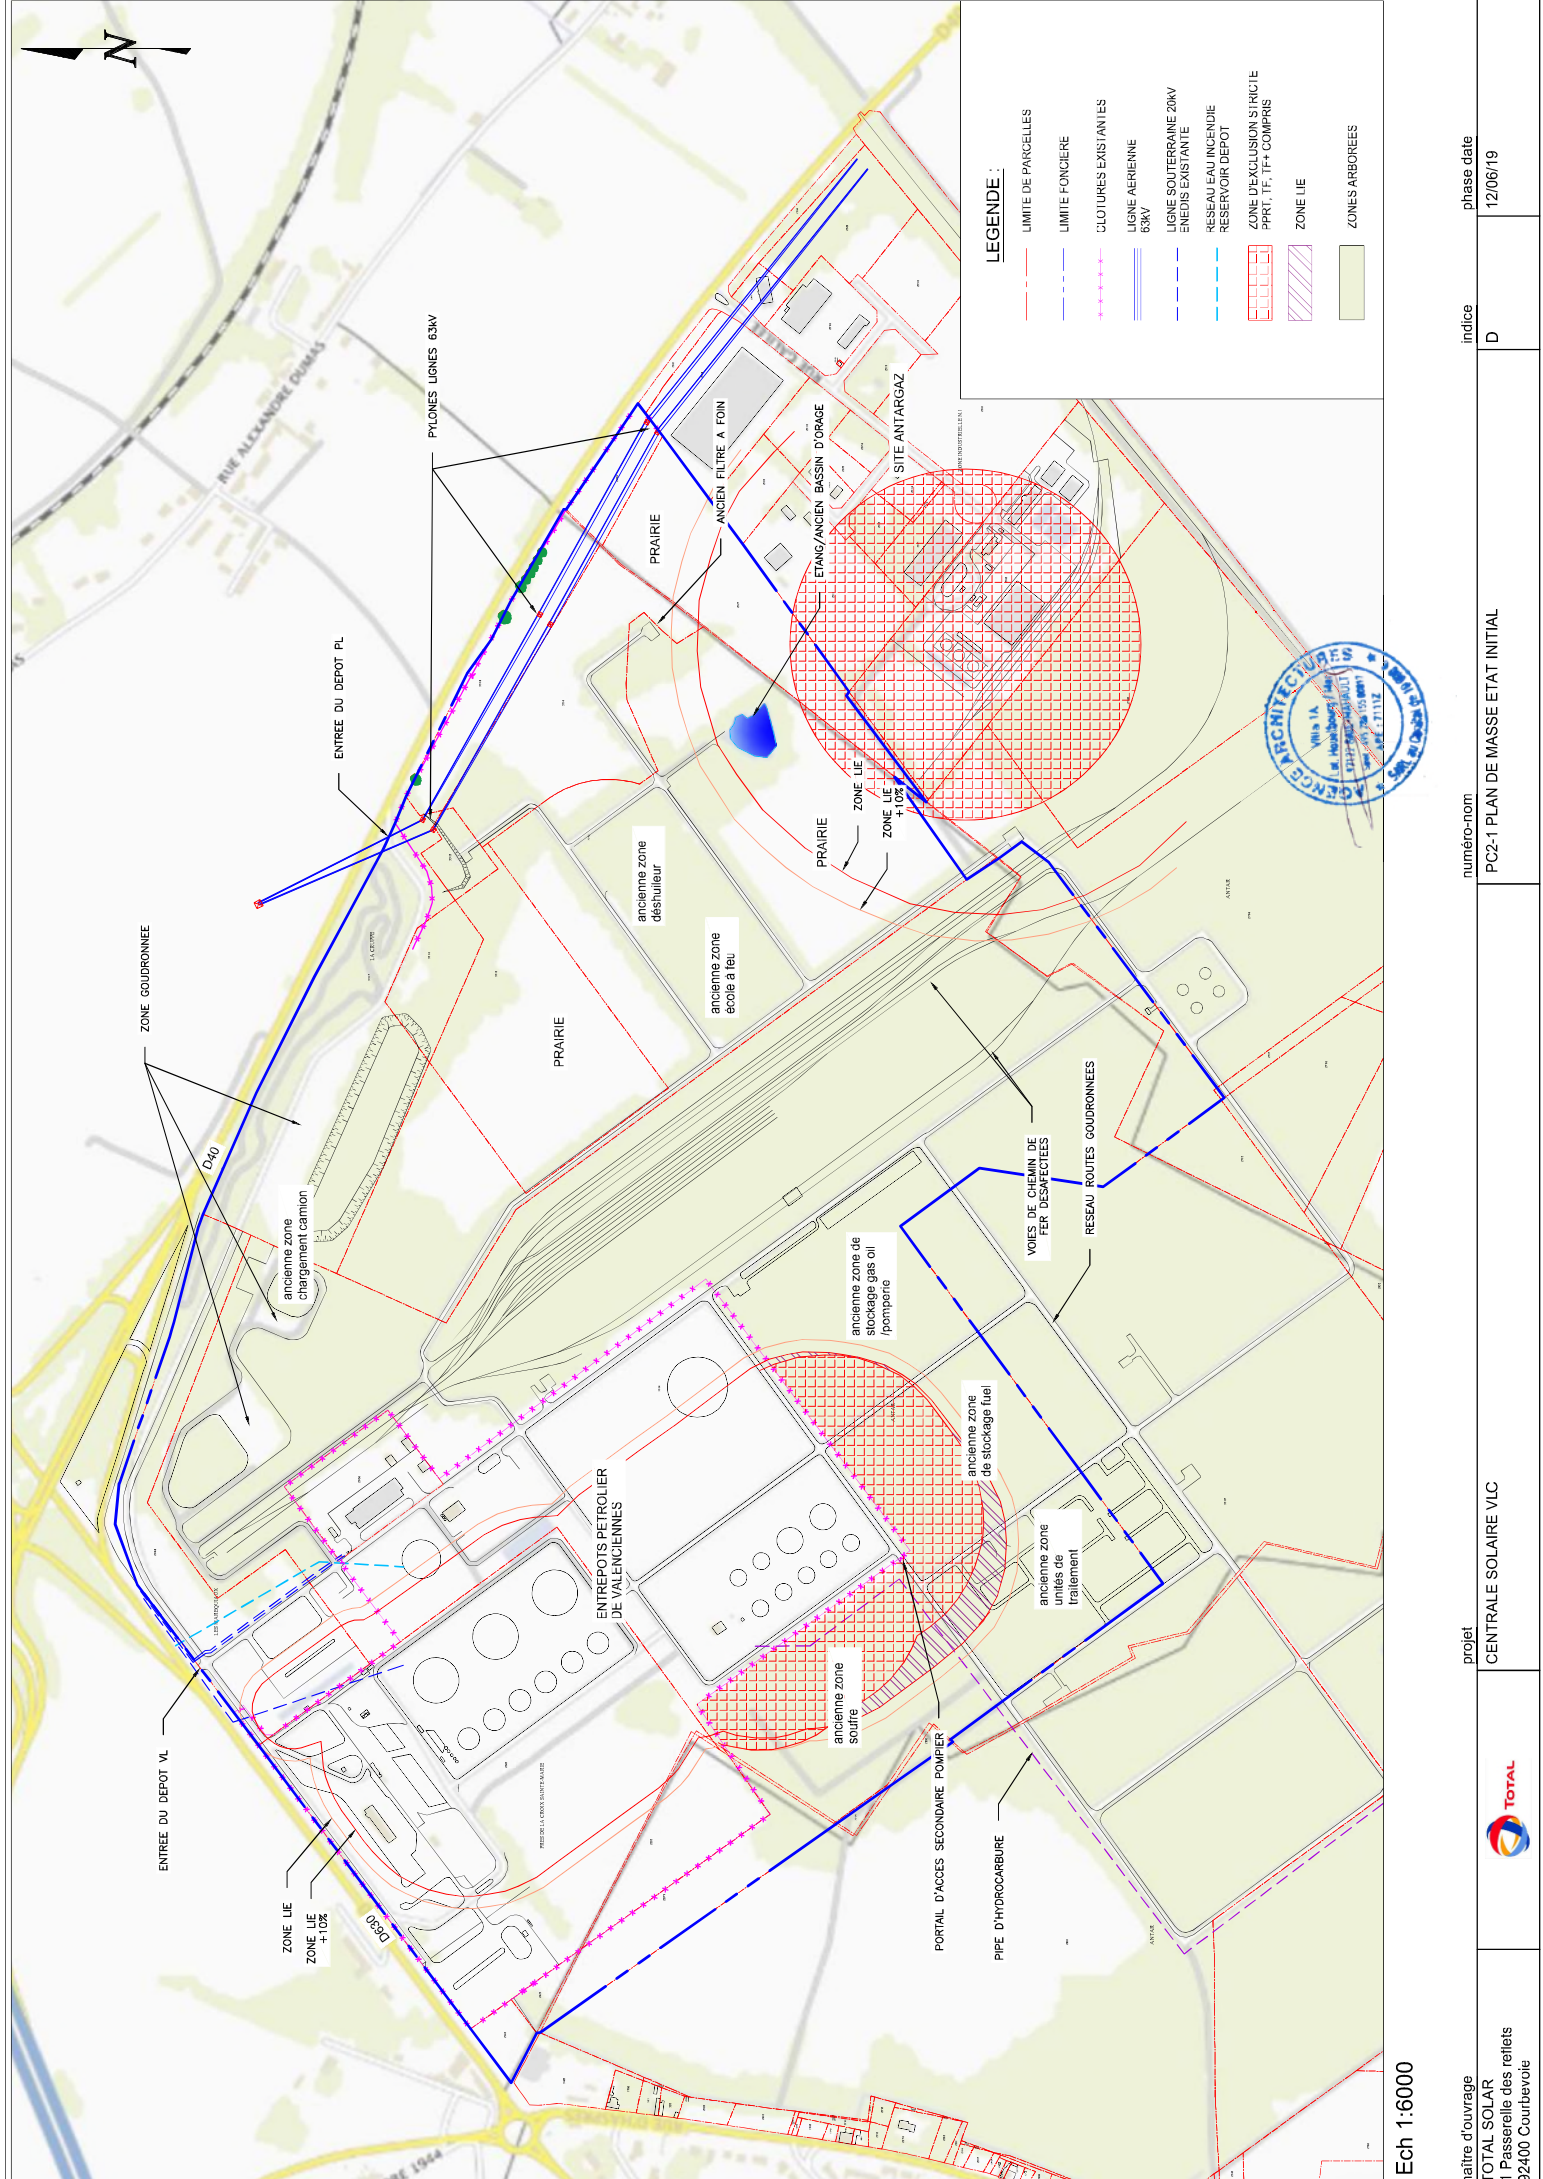 N
RUE ALEXANDRE DUMAS
PYLONES LIGNES 63kV
ENTREE DU DEPOT PL
ZONE GOUDRONNEE
D40
ancienne zone
chargement camion
PRAIRIE
PRAIRIE
PRAIRIE
ANCIEN FILTRE A FOIN
ETANG/ANCIEN BASSIN D'ORAGE
SITE ANTARGAZ
ZONE LIE
ZONE LIE
+10%
ancienne zone
déshuileur
ancienne zone
école à feu
VOIES DE CHEMIN DE
FER DESAFECTEES
RESEAU ROUTES GOUDRONNEES
ancienne zone de
stockage gas oil
/pomperie
ancienne zone
de stockage fuel
ancienne zone
unités de
traitement
ancienne zone
soufre
ENTREPOTS PETROLIER
DE VALENCIENNES
ENTREE DU DEPOT VL
ZONE LIE
ZONE LIE
+10%
D630
PORTAIL D'ACCES SECONDAIRE POMPIER
PIPE D'HYDROCARBURE
ANTAR
ANTAR
LEGENDE :
LIMITE DE PARCELLES
LIMITE FONCIERE
CLOTURES EXISTANTES
LIGNE AERIENNE
63kV
LIGNE SOUTERRAINE 20kV
ENEDIS EXISTANTE
RESEAU EAU INCENDIE
RESERVOIR DEPOT
ZONE D'EXCLUSION STRICTE
PPRT, TF, TF+ COMPRIS
ZONE LIE
ZONES ARBOREES
AGENCE ARCHITECTURES
Villa 1A
Ech 1:6000
maître d'ouvrage
TOTAL SOLAR
1 Passerelle des reflets
92400 Courbevoie
TOTAL
projet
CENTRALE SOLAIRE VLC
numéro-nom
PC2-1 PLAN DE MASSE ETAT INITIAL
indice
D
phase date
12/06/19